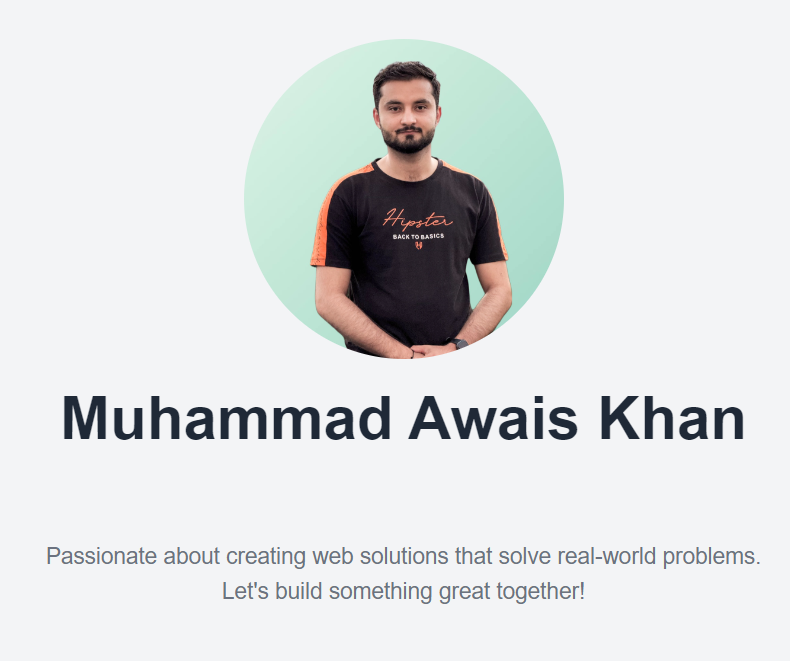 Hipster
BACK TO BASICS
Muhammad Awais Khan
Passionate about creating web solutions that solve real-world problems.
Let's build something great together!